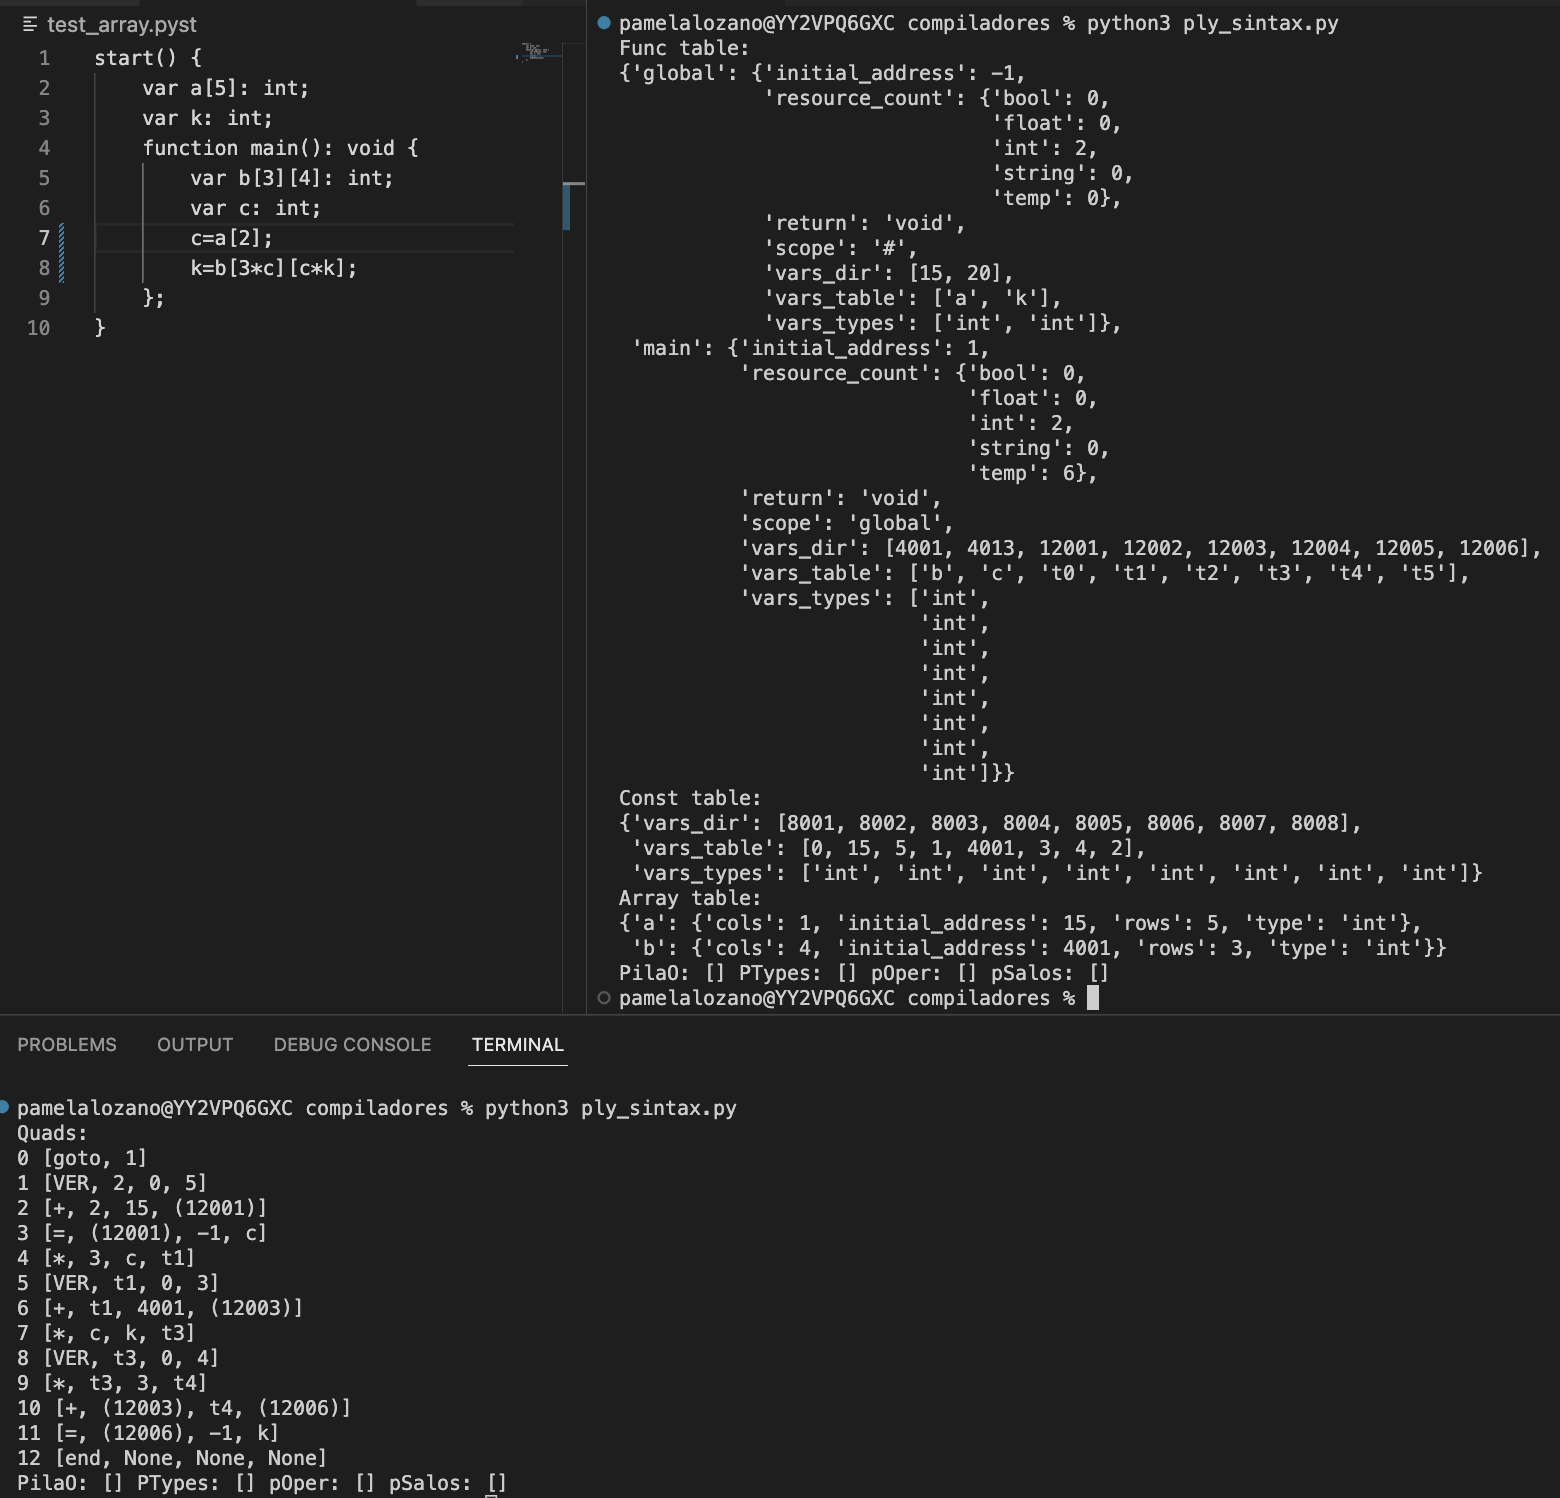 test_array.pyst
1 start() {
2 var a[5]: int;
3 var k: int;
4 function main(): void {
5 var b[3][4]: int;
6 var c: int;
7 c=a[2];
8 k=b[3*c][c*k];
9 };
10 }
pamelalozano@YY2VPQ6GXC compiladores % python3 ply_sintax.py
Func table:
{'global': {'initial_address': -1,
'resource_count': {'bool': 0,
'float': 0,
'int': 2,
'string': 0,
'temp': 0},
'return': 'void',
'scope': '#',
'vars_dir': [15, 20],
'vars_table': ['a', 'k'],
'vars_types': ['int', 'int']},
'main': {'initial_address': 1,
'resource_count': {'bool': 0,
'float': 0,
'int': 2,
'string': 0,
'temp': 6},
'return': 'void',
'scope': 'global',
'vars_dir': [4001, 4013, 12001, 12002, 12003, 12004, 12005, 12006],
'vars_table': ['b', 'c', 't0', 't1', 't2', 't3', 't4', 't5'],
'vars_types': ['int',
'int',
'int',
'int',
'int',
'int',
'int',
'int']}}
Const table:
{'vars_dir': [8001, 8002, 8003, 8004, 8005, 8006, 8007, 8008],
'vars_table': [0, 15, 5, 1, 4001, 3, 4, 2],
'vars_types': ['int', 'int', 'int', 'int', 'int', 'int', 'int', 'int']}
Array table:
{'a': {'cols': 1, 'initial_address': 15, 'rows': 5, 'type': 'int'},
'b': {'cols': 4, 'initial_address': 4001, 'rows': 3, 'type': 'int'}}
PilaO: [] PTypes: [] pOper: [] pSalos: []
pamelalozano@YY2VPQ6GXC compiladores %
PROBLEMS OUTPUT DEBUG CONSOLE TERMINAL
pamelalozano@YY2VPQ6GXC compiladores % python3 ply_sintax.py
Quads:
0 [goto, 1]
1 [VER, 2, 0, 5]
2 [+, 2, 15, (12001)]
3 [=, (12001), -1, c]
4 [*, 3, c, t1]
5 [VER, t1, 0, 3]
6 [+, t1, 4001, (12003)]
7 [*, c, k, t3]
8 [VER, t3, 0, 4]
9 [*, t3, 3, t4]
10 [+, (12003), t4, (12006)]
11 [=, (12006), -1, k]
12 [end, None, None, None]
PilaO: [] PTypes: [] pOper: [] pSalos: []